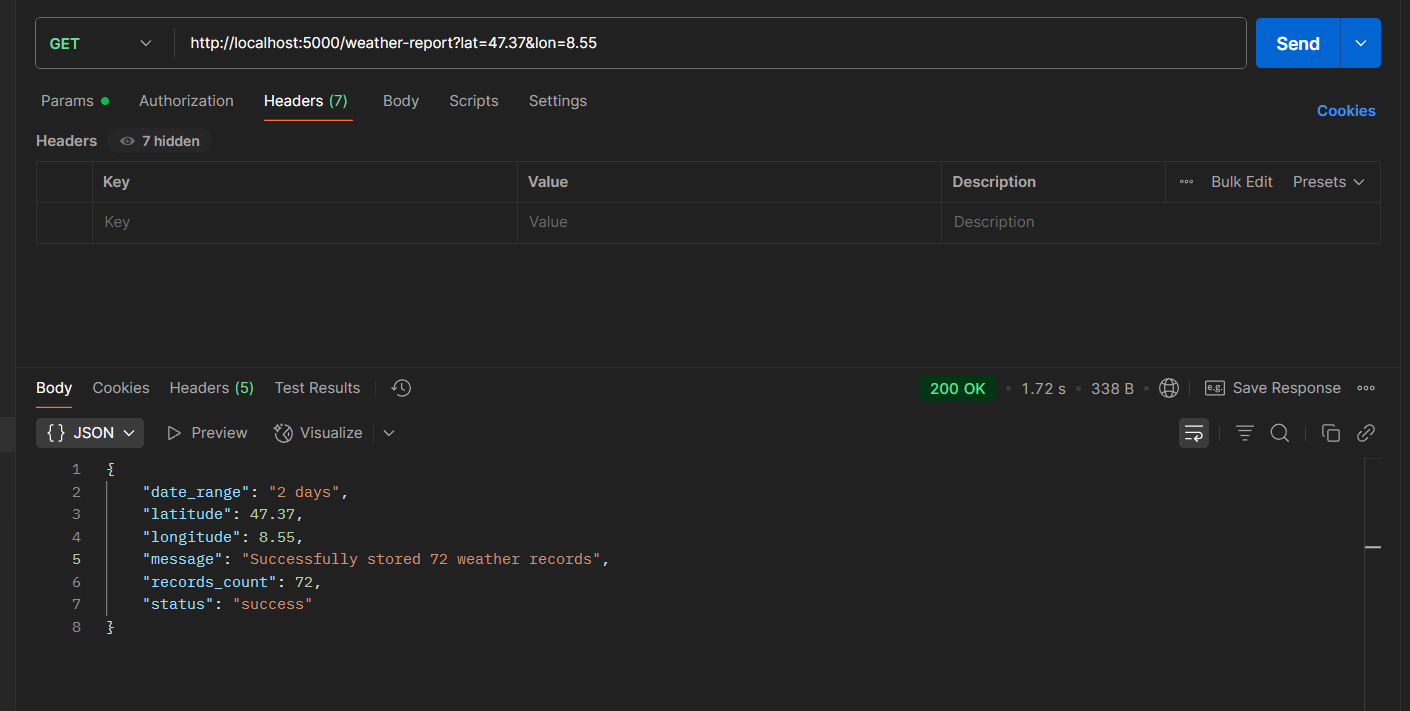 GET http://localhost:5000/weather-report?lat=47.37&lon=8.55 Send
Params Authorization Headers (7) Body Scripts Settings Cookies
Headers 7 hidden
Key Value Description Bulk Edit Presets
Key Value Description
Body Cookies Headers (5) Test Results 200 OK • 1.72 s • 338 B • e.g. Save Response
{} JSON Preview Visualize
1 {
2 "date_range": "2 days",
3 "latitude": 47.37,
4 "longitude": 8.55,
5 "message": "Successfully stored 72 weather records",
6 "records_count": 72,
7 "status": "success"
8 }